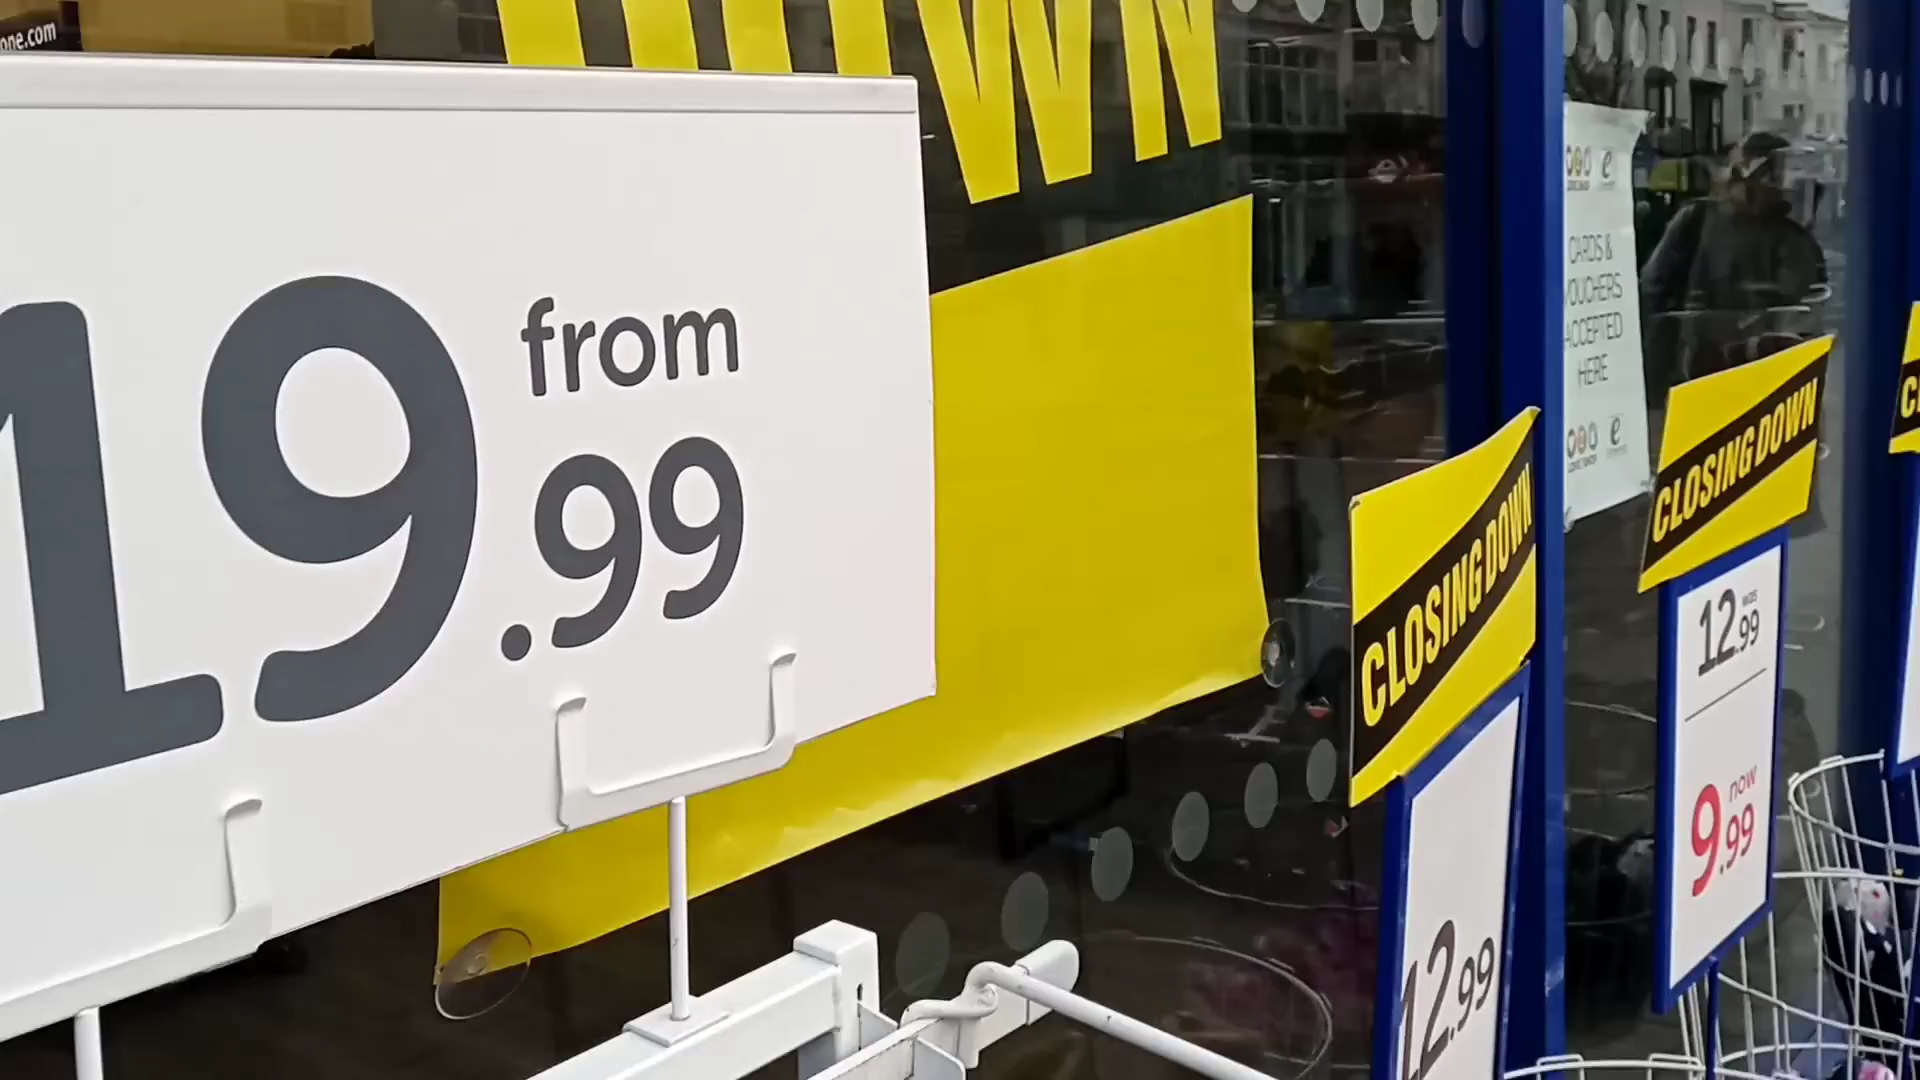 one.com
DOWN
19 from
.99
CARDS &
VOUCHERS
ACCEPTED
HERE
CLOSING DOWN
12.99
CLOSING DOWN
12 was
.99
now
9.99